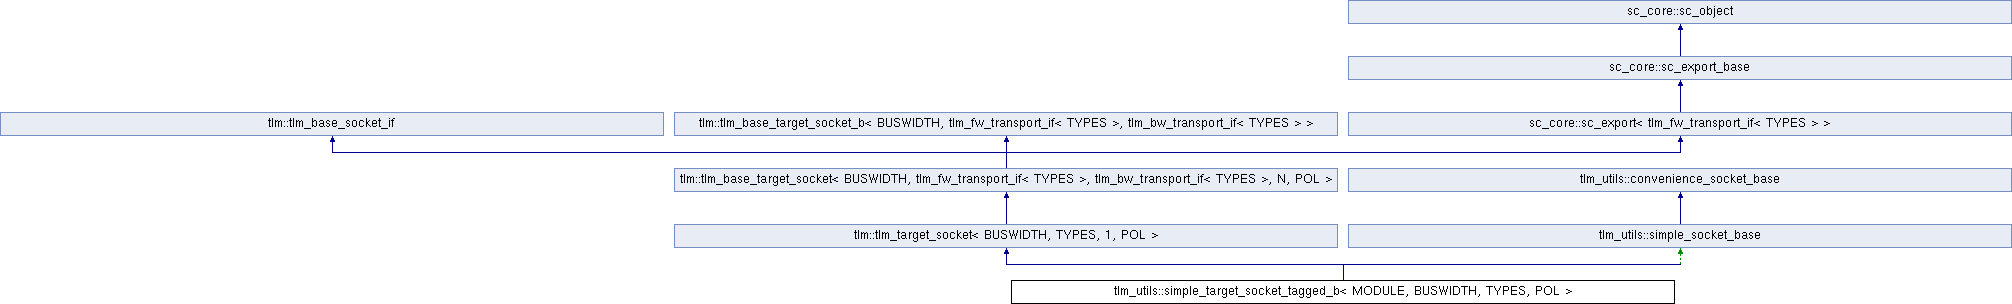 sc_core::sc_object
sc_core::sc_export_base
tlm::tlm_base_socket_if
tlm::tlm_base_target_socket_b< BUSWIDTH, tlm_fw_transport_if< TYPES >, tlm_bw_transport_if< TYPES > >
sc_core::sc_export< tlm_fw_transport_if< TYPES > >
tlm::tlm_base_target_socket< BUSWIDTH, tlm_fw_transport_if< TYPES >, tlm_bw_transport_if< TYPES >, N, POL >
tlm_utils::convenience_socket_base
tlm::tlm_target_socket< BUSWIDTH, TYPES, 1, POL >
tlm_utils::simple_socket_base
tlm_utils::simple_target_socket_tagged_b< MODULE, BUSWIDTH, TYPES, POL >